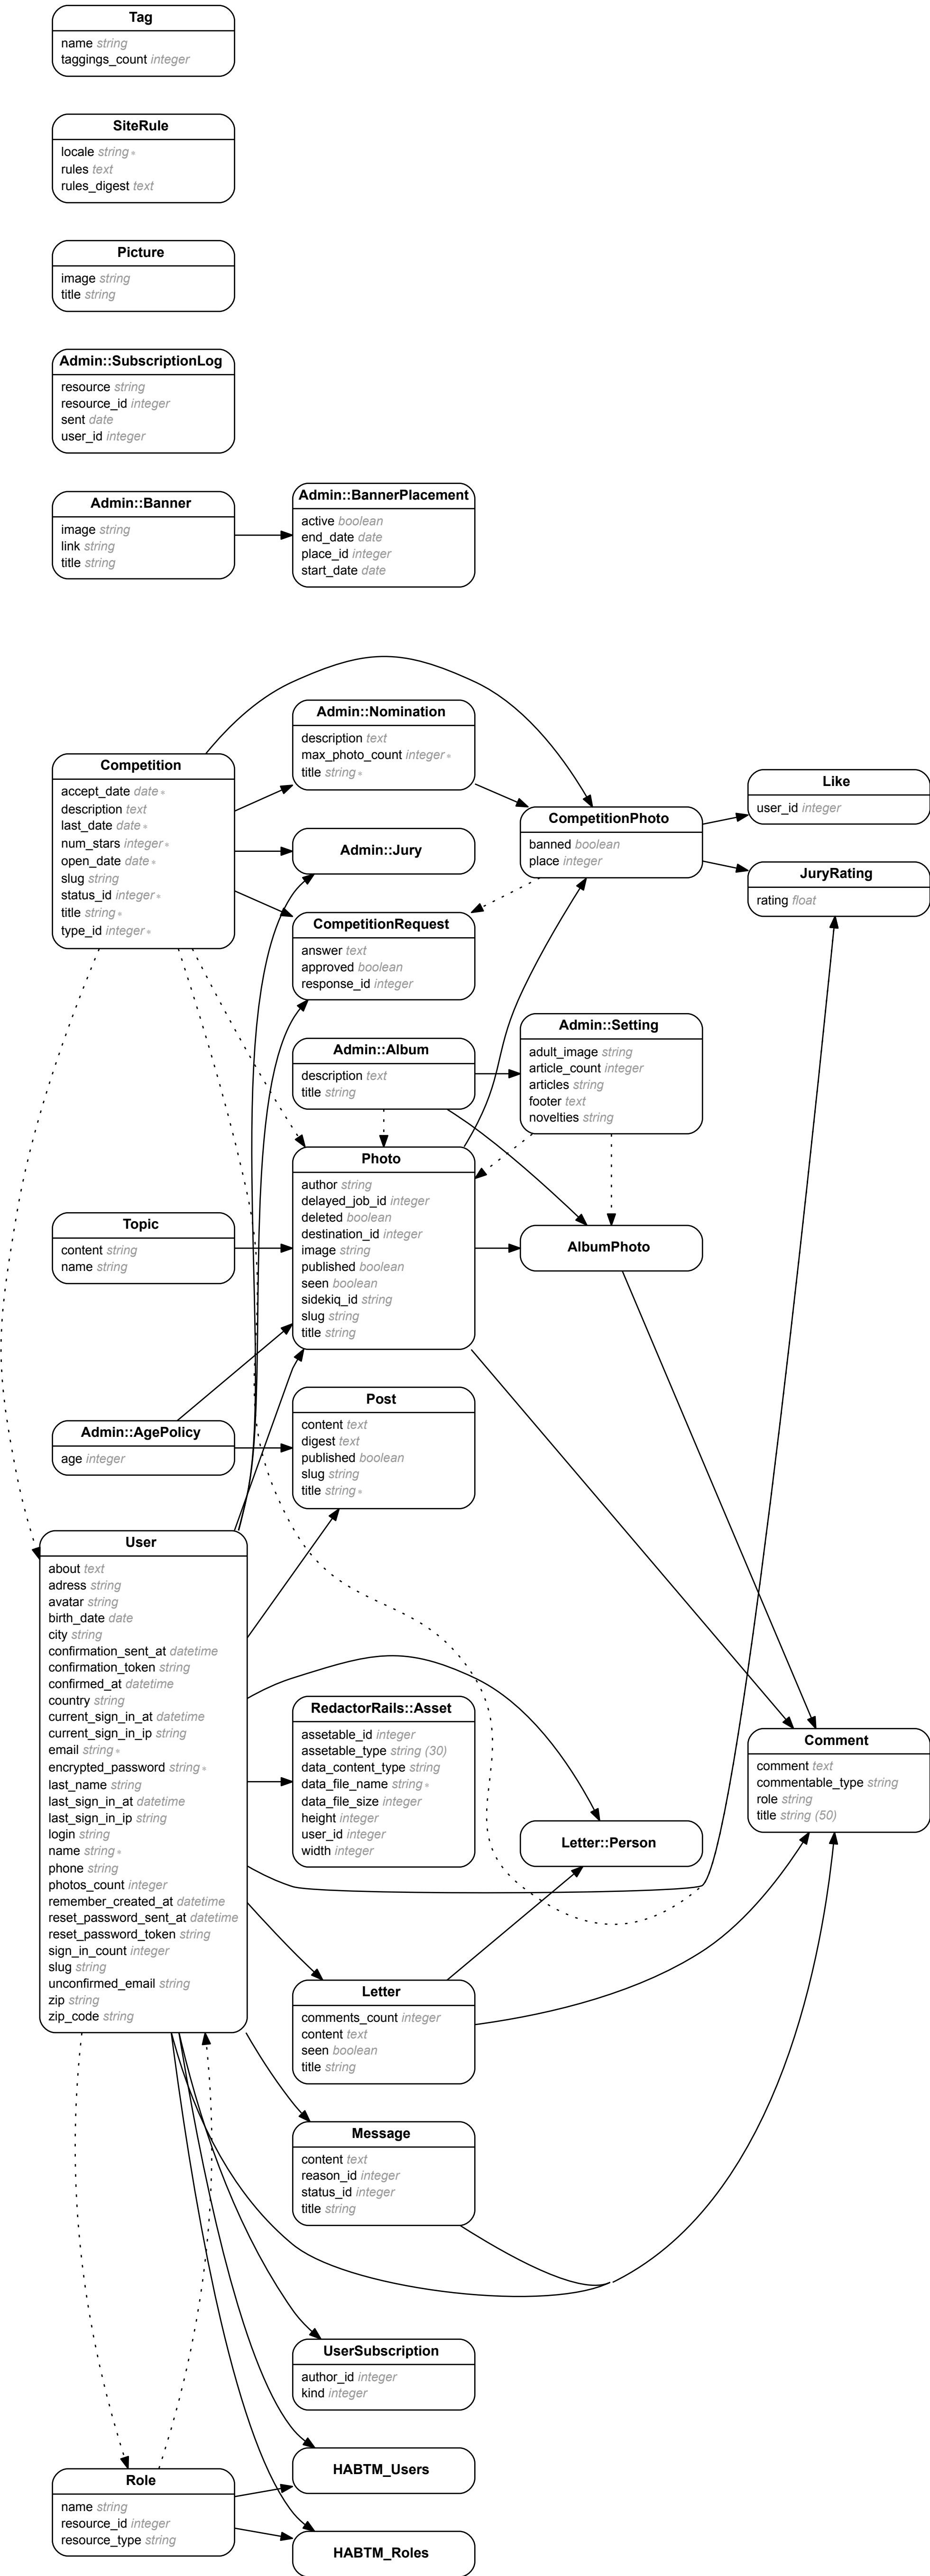 Tag
name string
taggings_count integer
SiteRule
locale string *
rules text
rules_digest text
Picture
image string
title string
Admin::SubscriptionLog
resource string
resource_id integer
sent date
user_id integer
Admin::Banner
image string
link string
title string
Admin::BannerPlacement
active boolean
end_date date
place_id integer
start_date date
Admin::Nomination
description text
max_photo_count integer *
title string *
Competition
accept_date date *
description text
last_date date *
num_stars integer *
open_date date *
slug string
status_id integer *
title string *
type_id integer *
Like
user_id integer
CompetitionPhoto
banned boolean
place integer
Admin::Jury
JuryRating
rating float
CompetitionRequest
answer text
approved boolean
response_id integer
Admin::Setting
adult_image string
article_count integer
articles string
footer text
novelties string
Admin::Album
description text
title string
Photo
author string
delayed_job_id integer
deleted boolean
destination_id integer
image string
published boolean
seen boolean
sidekiq_id string
slug string
title string
Topic
content string
name string
AlbumPhoto
Post
content text
digest text
published boolean
slug string
title string *
Admin::AgePolicy
age integer
User
about text
adress string
avatar string
birth_date date
city string
confirmation_sent_at datetime
confirmation_token string
confirmed_at datetime
country string
current_sign_in_at datetime
current_sign_in_ip string
email string *
encrypted_password string *
last_name string
last_sign_in_at datetime
last_sign_in_ip string
login string
name string *
phone string
photos_count integer
remember_created_at datetime
reset_password_sent_at datetime
reset_password_token string
sign_in_count integer
slug string
unconfirmed_email string
zip string
zip_code string
RedactorRails::Asset
assetable_id integer
assetable_type string (30)
data_content_type string
data_file_name string *
data_file_size integer
height integer
user_id integer
width integer
Comment
comment text
commentable_type string
role string
title string (50)
Letter::Person
Letter
comments_count integer
content text
seen boolean
title string
Message
content text
reason_id integer
status_id integer
title string
UserSubscription
author_id integer
kind integer
HABTM_Users
Role
name string
resource_id integer
resource_type string
HABTM_Roles